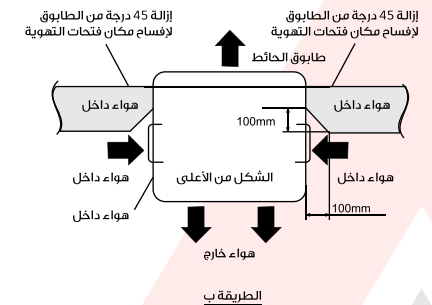 إزالة 45 درجة من الطابوق
لإفساح مكان فتحات التهوية
إزالة 45 درجة من الطابوق
لإفساح مكان فتحات التهوية
طابوق الحائط
هواء داخل
هواء داخل
100mm
هواء داخل
الشكل من الأعلى
هواء داخل
هواء داخل
100mm
هواء خارج
الطريقة ب